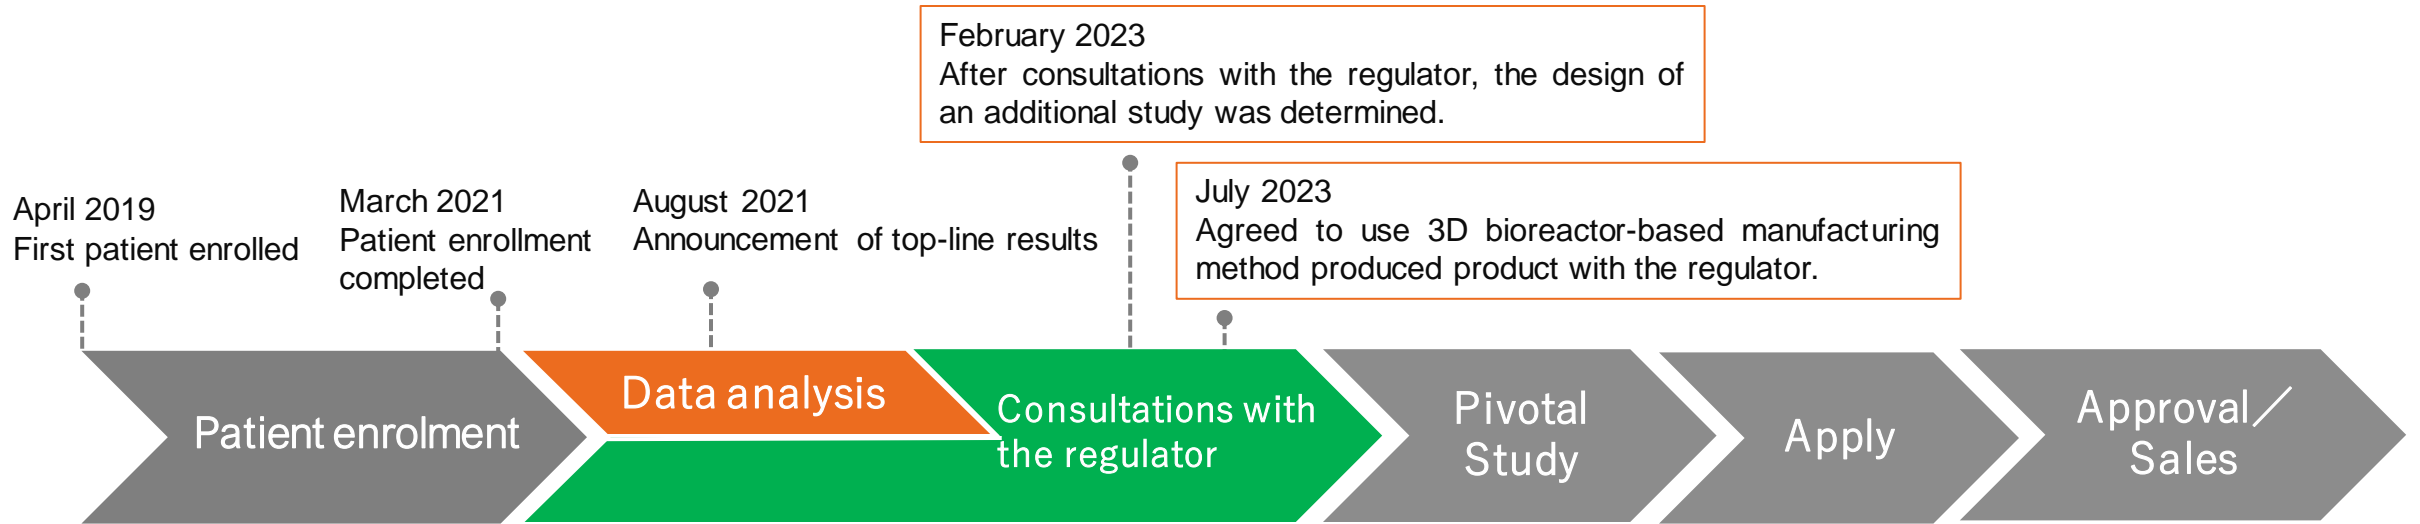 February 2023
After consultations with the regulator, the design of
an additional study was determined.
July 2023
Agreed to use 3D bioreactor-based manufacturing
method produced product with the regulator.
April 2019
First patient enrolled
March 2021
Patient enrollment
completed
August 2021
Announcement of top-line results
Patient enrolment
Data analysis
Consultations with
the regulator
Pivotal
Study
Apply
Approval／
Sales